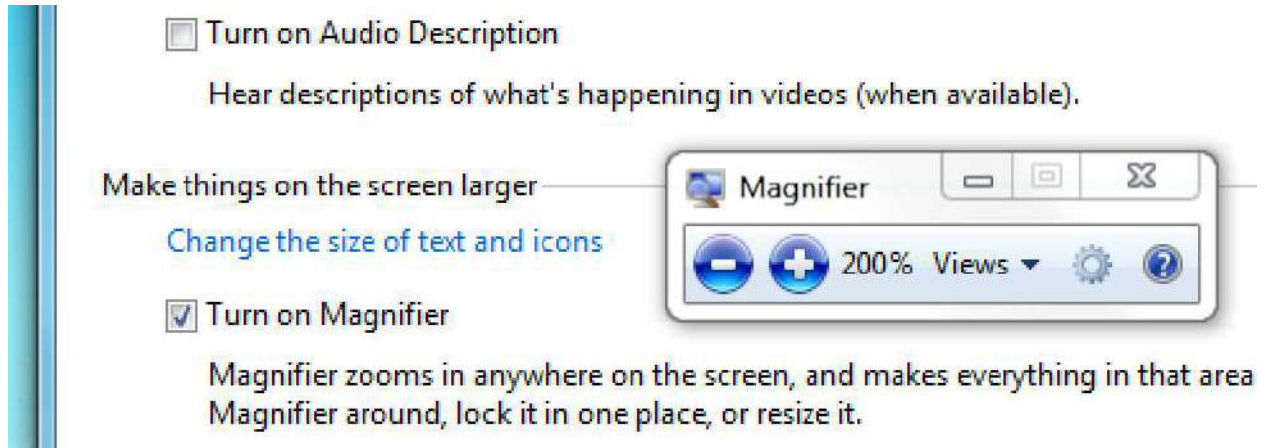 Turn on Audio Description
Hear descriptions of what's happening in videos (when available).
Make things on the screen larger
Magnifier
Change the size of text and icons
200% Views
Turn on Magnifier
Magnifier zooms in anywhere on the screen, and makes everything in that area
Magnifier around, lock it in one place, or resize it.